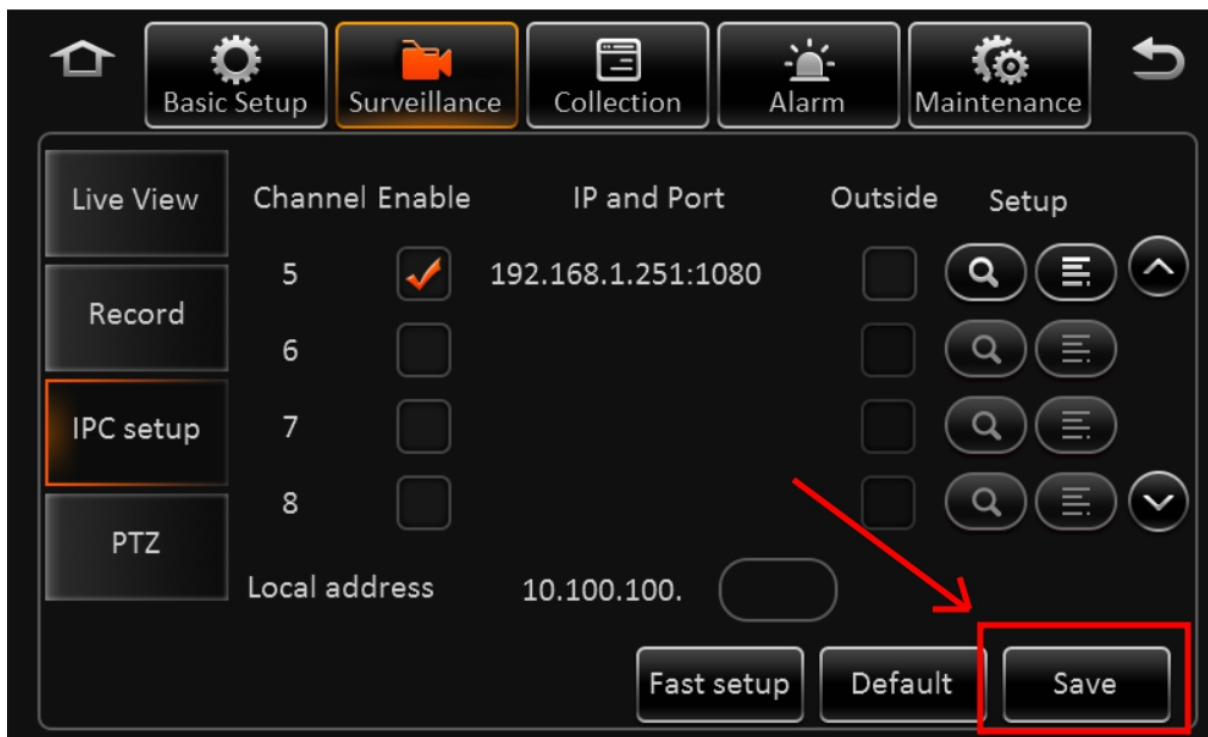 Basic Setup Surveillance Collection Alarm Maintenance
Live View
Record
IPC setup
PTZ
Channel Enable IP and Port Outside Setup
5 192.168.1.251:1080
6
7
8
Local address 10.100.100.
Fast setup Default Save